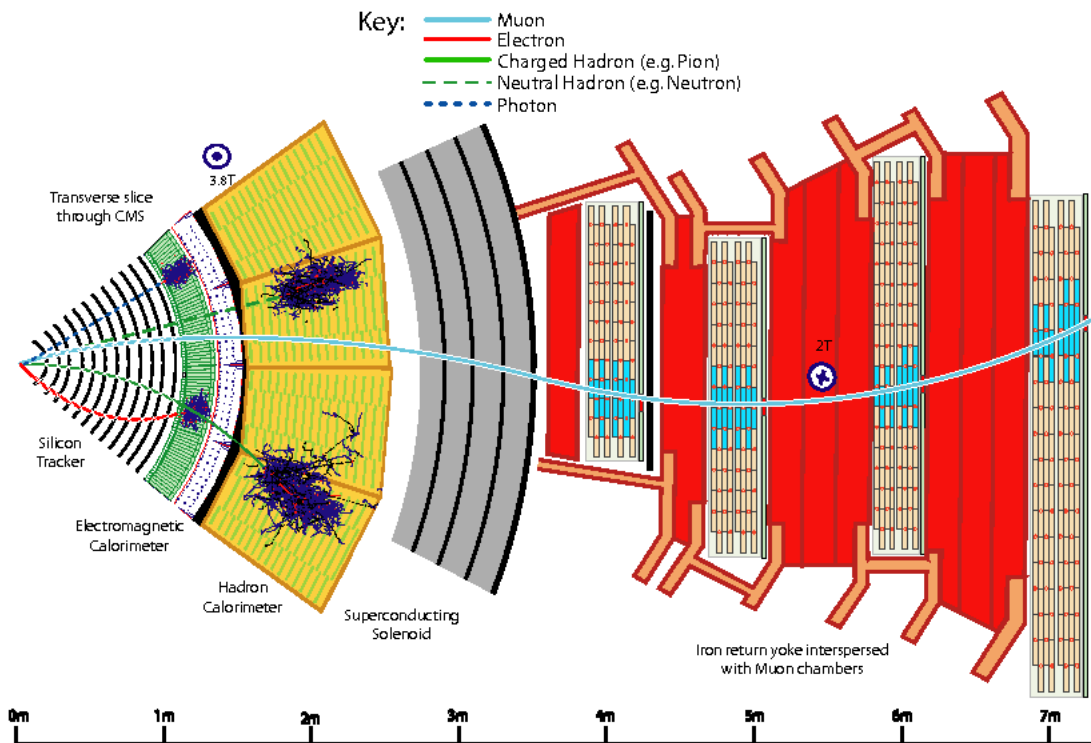 Key:
Muon
Electron
Charged Hadron (e.g. Pion)
Neutral Hadron (e.g. Neutron)
Photon
3.8T
Transverse slice
through CMS
2T
Silicon
Tracker
Electromagnetic
Calorimeter
Hadron
Calorimeter
Superconducting
Solenoid
Iron return yoke interspersed
with Muon chambers
0m 1m 2m 3m 4m 5m 6m 7m